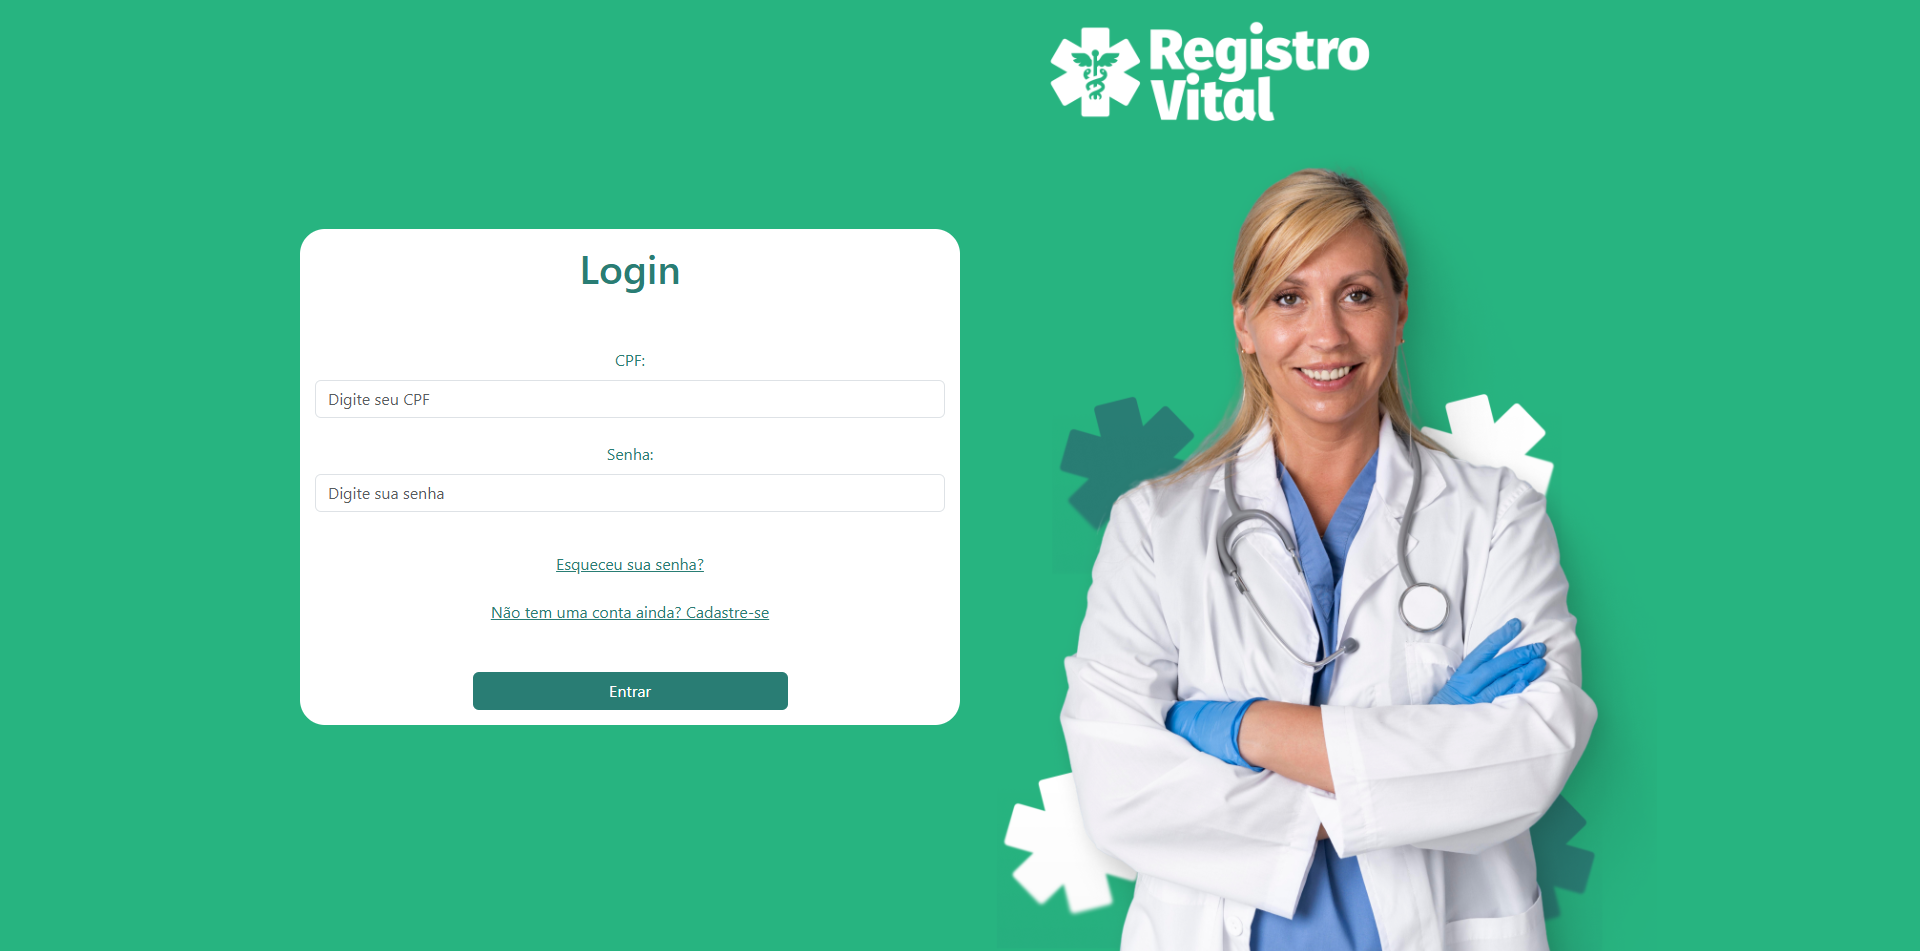 Registro
Vital
Login
CPF:
Digite seu CPF
Senha:
Digite sua senha
Esqueceu sua senha?
Não tem uma conta ainda? Cadastre-se
Entrar